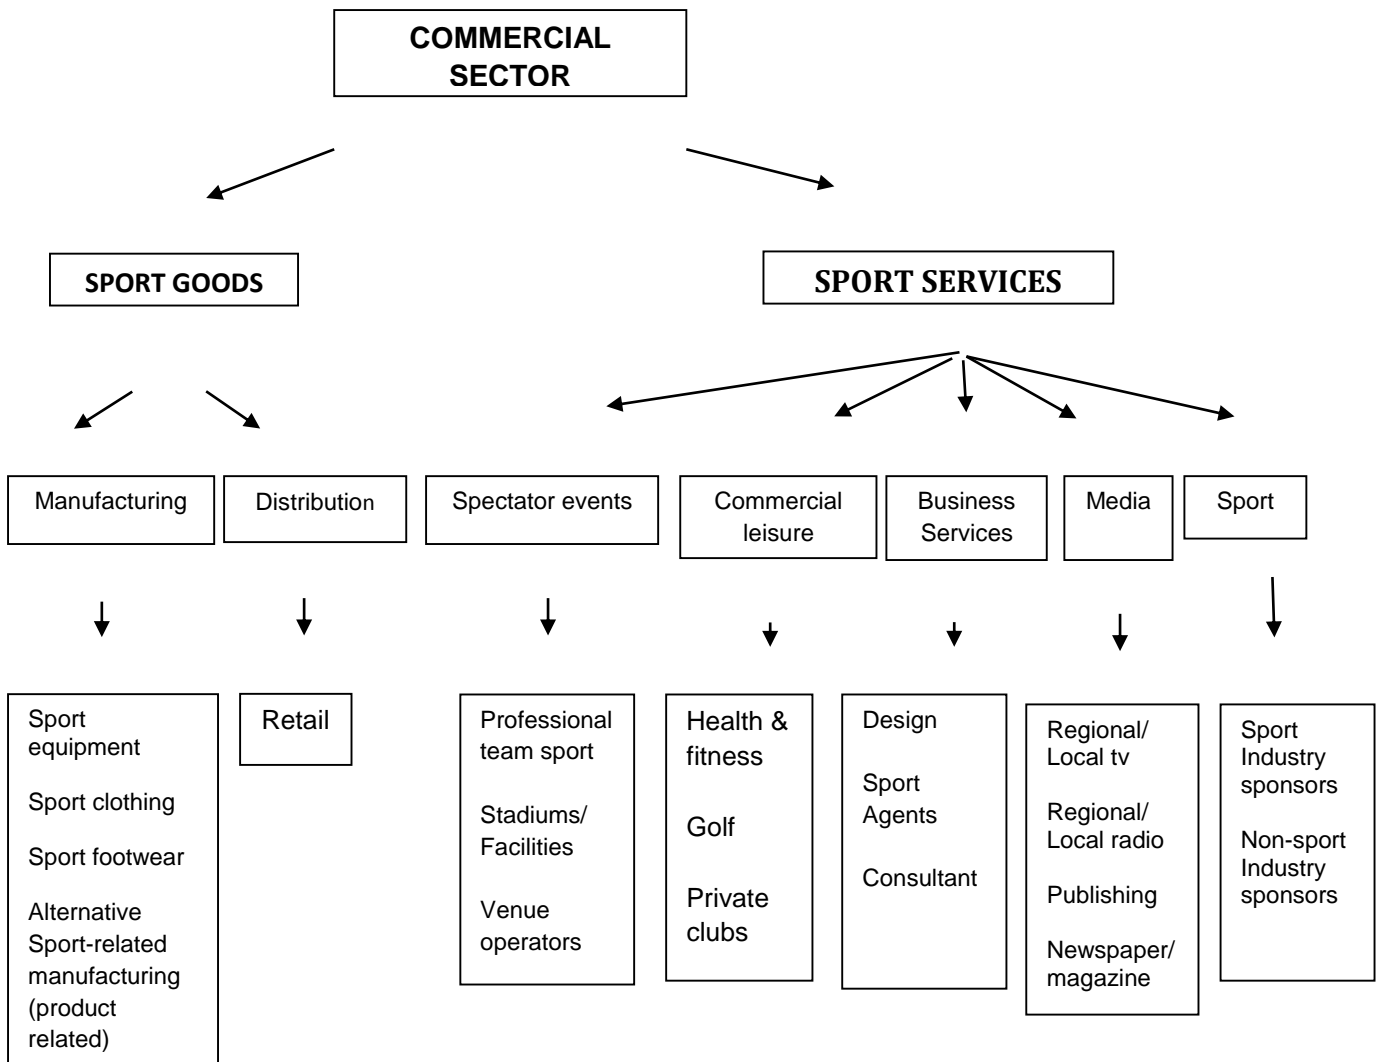 COMMERCIAL
SECTOR
SPORT GOODS
SPORT SERVICES
Manufacturing
Distribution
Spectator events
Commercial
leisure
Business
Services
Media
Sport
Sport
equipment
Sport clothing
Sport footwear
Alternative
Sport-related
manufacturing
(product
related)
Retail
Professional
team sport
Stadiums/
Facilities
Venue
operators
Health &
fitness
Golf
Private
clubs
Design
Sport
Agents
Consultant
Regional/
Local tv
Regional/
Local radio
Publishing
Newspaper/
magazine
Sport
Industry
sponsors
Non-sport
Industry
sponsors